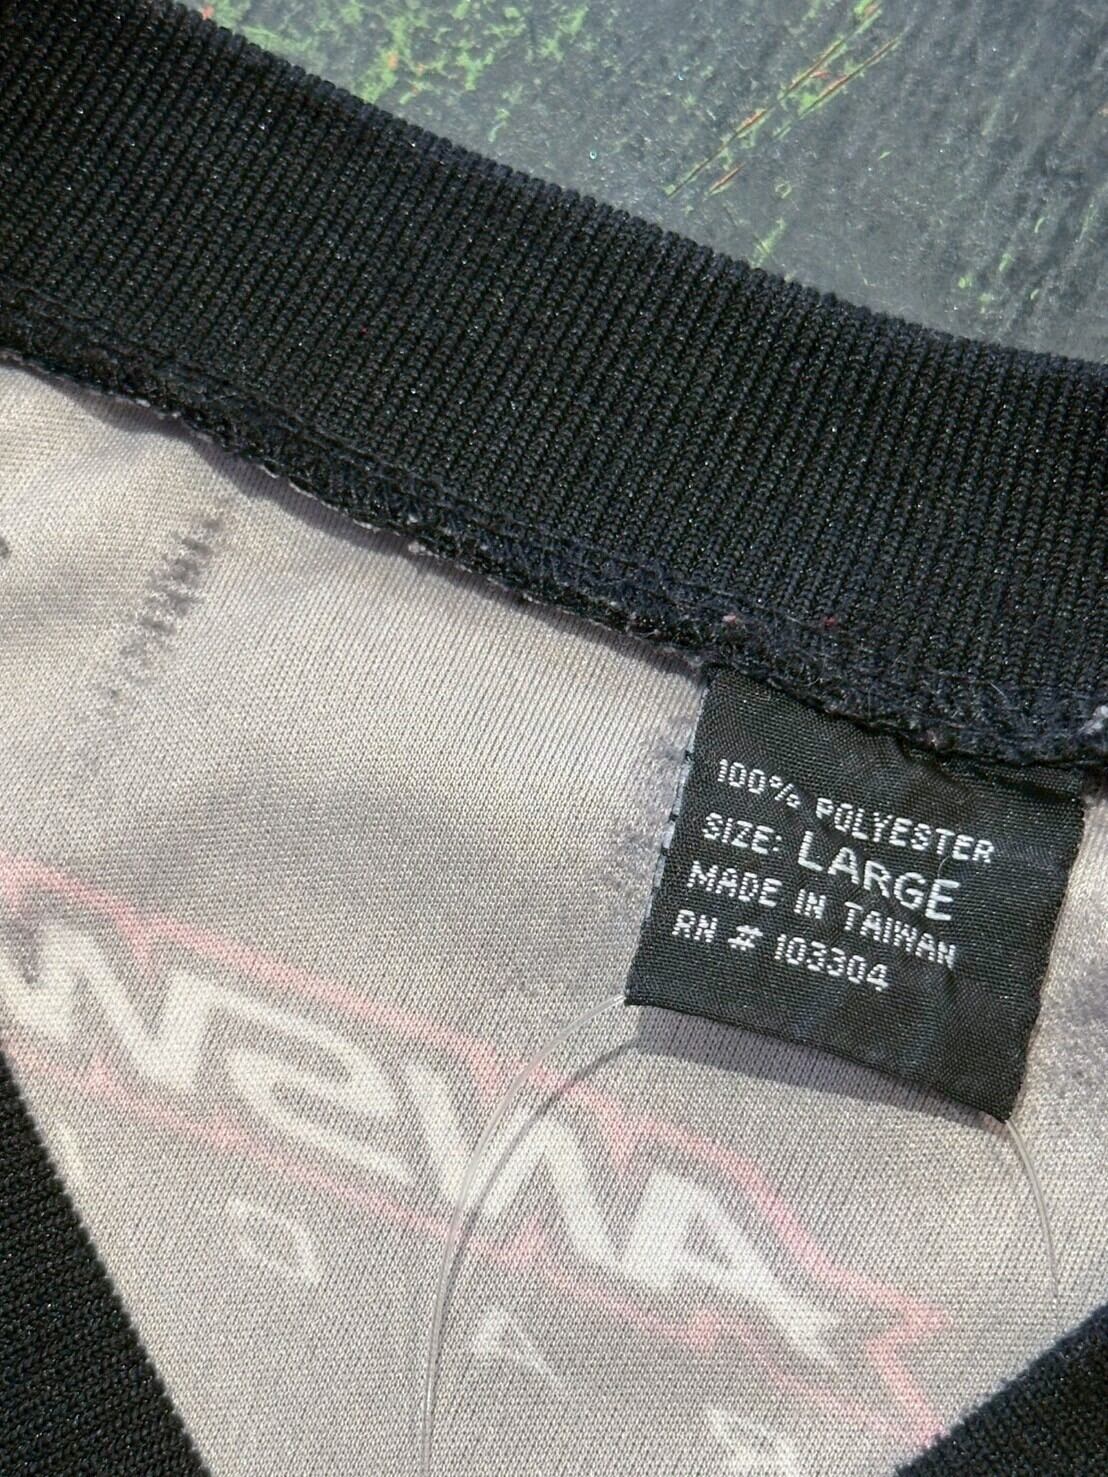 100% POLYESTER
SIZE: LARGE
MADE IN TAIWAN
RN # 103304